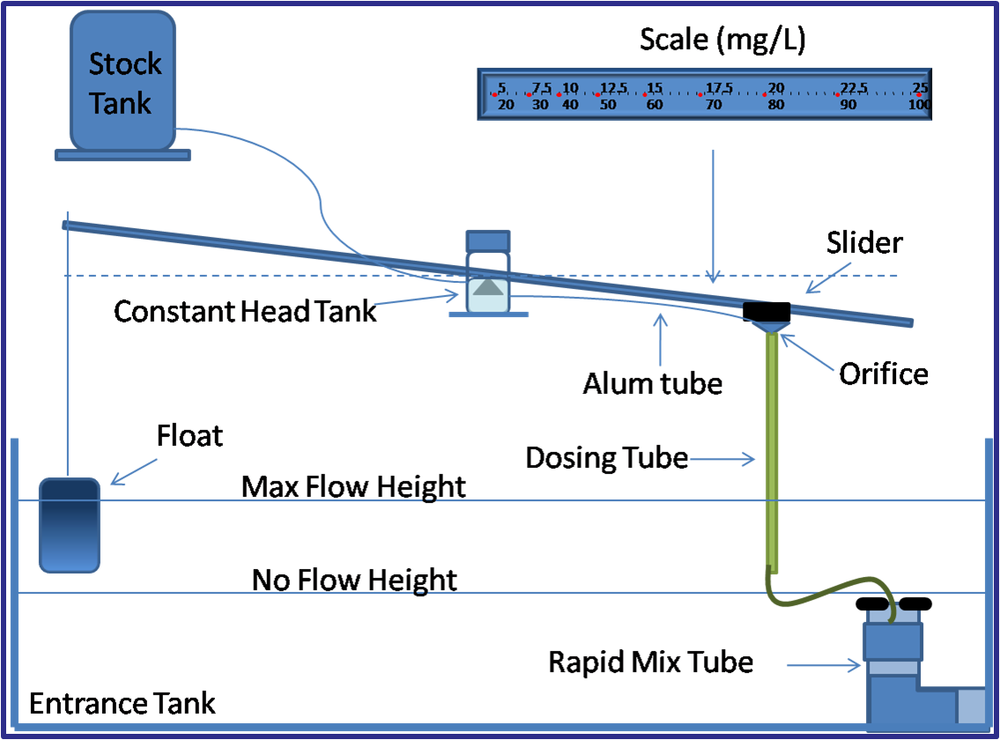 Stock
Tank
Scale (mg/L)
5 7.5 10 12.5 15 17.5 20 22.5 25
20 30 40 50 60 70 80 90 100
Slider
Constant Head Tank
Alum tube
Orifice
Float
Dosing Tube
Max Flow Height
No Flow Height
Rapid Mix Tube
Entrance Tank